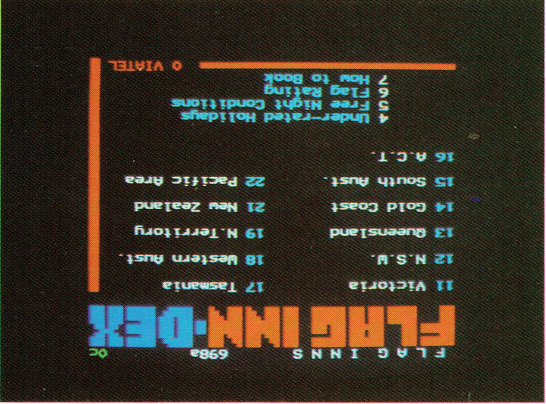 FLAG INNS 698a 0c
FLAG INN-DEX
11 Victoria 17 Tasmania
12 N.S.W. 18 Western Aust.
13 Queensland 19 N.Territory
14 Gold Coast 21 New Zealand
15 South Aust. 22 Pacific Area
16 A.C.T.
4 Under-rated Holidays
5 Free Night Conditions
6 Flag Rating
7 How to Book
0 VIATEL